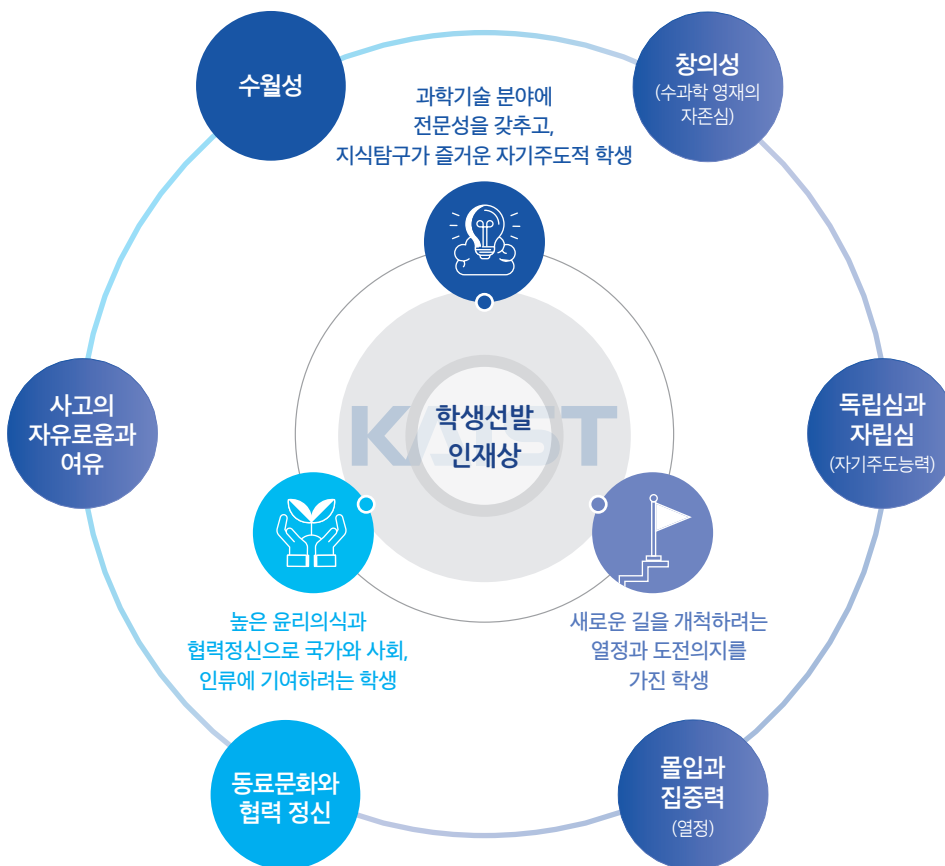 수월성
창의성
(수과학 영재의
자존심)
과학기술 분야에
전문성을 갖추고,
지식탐구가 즐거운 자기주도적 학생
사고의
자유로움과
여유
KAIST
학생선발
인재상
독립심과
자립심
(자기주도능력)
높은 윤리의식과
협력정신으로 국가와 사회,
인류에 기여하려는 학생
새로운 길을 개척하려는
열정과 도전의지를
가진 학생
동료문화와
협력 정신
몰입과
집중력
(열정)